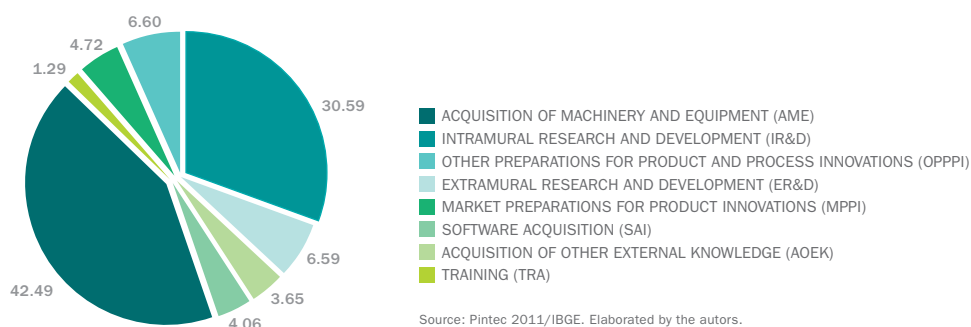 6.60
4.72
1.29
30.59
6.59
3.65
4.06
42.49
ACQUISITION OF MACHINERY AND EQUIPMENT (AME)
INTRAMURAL RESEARCH AND DEVELOPMENT (IR&D)
OTHER PREPARATIONS FOR PRODUCT AND PROCESS INNOVATIONS (OPPPI)
EXTRAMURAL RESEARCH AND DEVELOPMENT (ER&D)
MARKET PREPARATIONS FOR PRODUCT INNOVATIONS (MPPI)
SOFTWARE ACQUISITION (SAI)
ACQUISITION OF OTHER EXTERNAL KNOWLEDGE (AOEK)
TRAINING (TRA)
Source: Pintec 2011/IBGE. Elaborated by the autors.